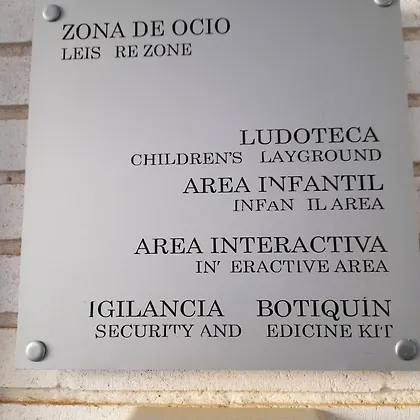 ZONA DE OCIO
LEIS RE ZONE
LUDOTECA
CHILDREN'S LAYGROUND
AREA INFANTIL
INFAN IL AREA
AREA INTERACTIVA
IN' ERACTIVE AREA
IGILANCIA BOTIQUÍN
SECURITY AND EDICINE KIT